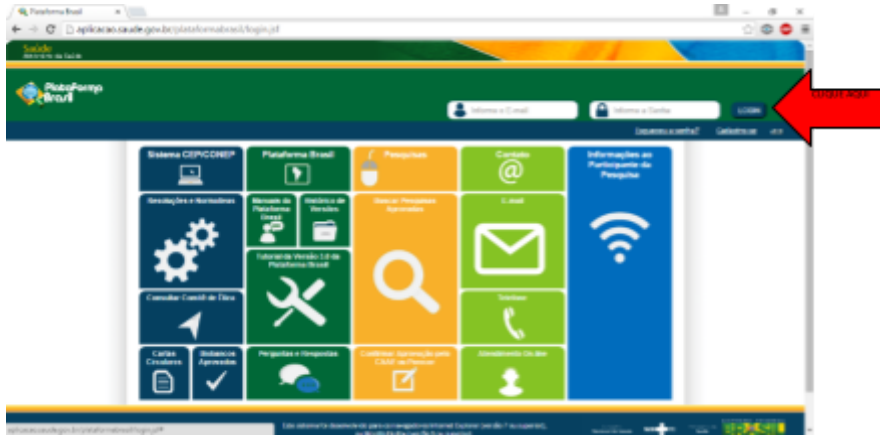 Plataforma Brasil
aplicacao.saude.gov.br/plataformabrasil/login.jsf
Saúde
Ministério da Saúde
Plataforma
Brasil
Informe o E-mail
Informe a Senha
LOGIN
Esqueceu a senha?
Cadastre-se
Sistema CEP/CONEP
Plataforma Brasil
Pesquisas
Contato
Informações ao
Participante da
Pesquisa
Resoluções e Normativas
Manuais da
Plataforma
Brasil
Histórico de
Versões
Buscar Pesquisas
Aprovadas
E-mail
Tutorial da Versão 3.0 da
Plataforma Brasil
Consultar Comitê de Ética
Telefone
Cartas
Circulares
Biobancos
Aprovados
Perguntas e Respostas
Confirmar Aprovação pelo
CAAE ou Parecer
Atendimento On-line
BRASIL